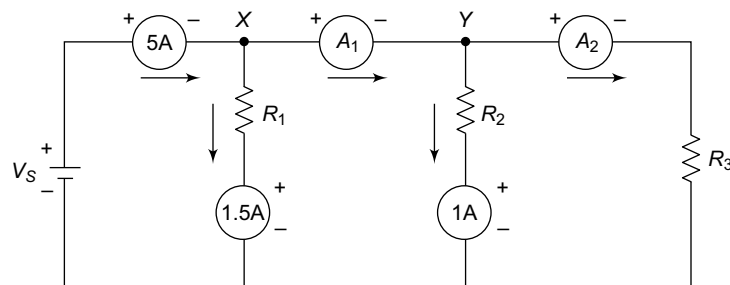 X Y
+ 5A − + A1 − + A2 −
R1 R2
+ R3
VS + +
− 1.5A 1A
− −